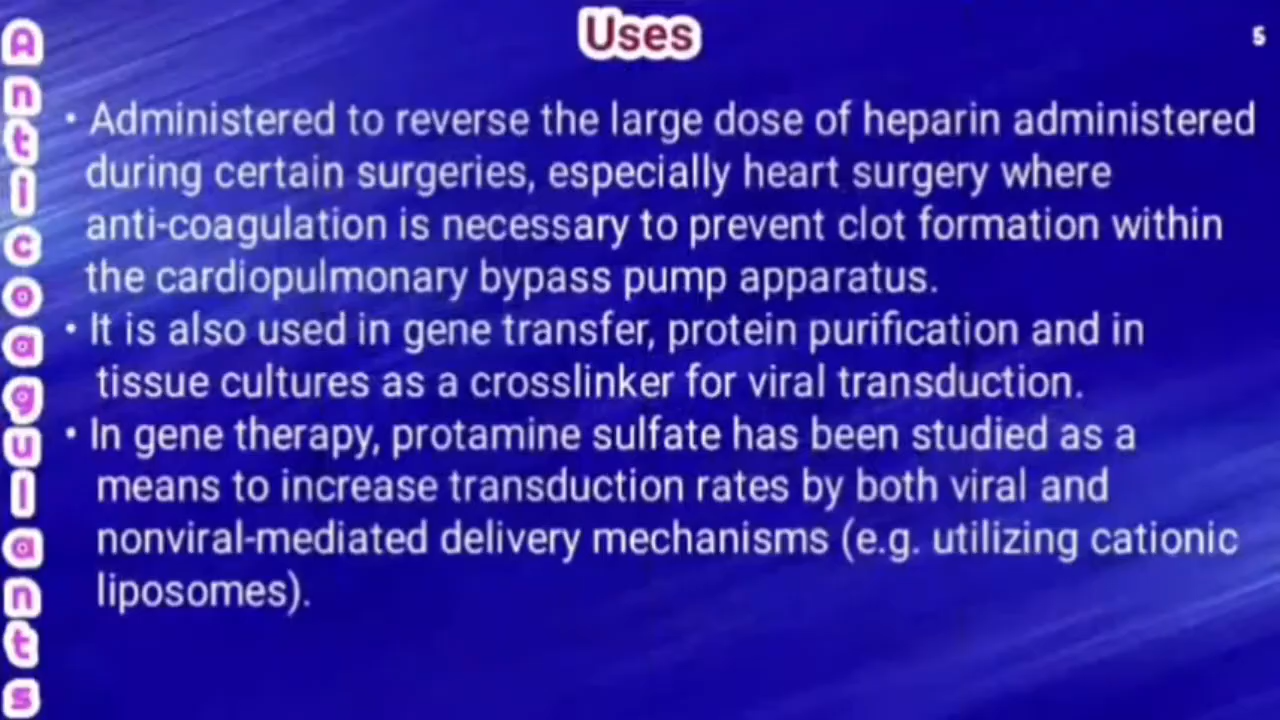 Uses
5
Anticoagulants
• Administered to reverse the large dose of heparin administered
during certain surgeries, especially heart surgery where
anti-coagulation is necessary to prevent clot formation within
the cardiopulmonary bypass pump apparatus.
• It is also used in gene transfer, protein purification and in
tissue cultures as a crosslinker for viral transduction.
• In gene therapy, protamine sulfate has been studied as a
means to increase transduction rates by both viral and
nonviral-mediated delivery mechanisms (e.g. utilizing cationic
liposomes).